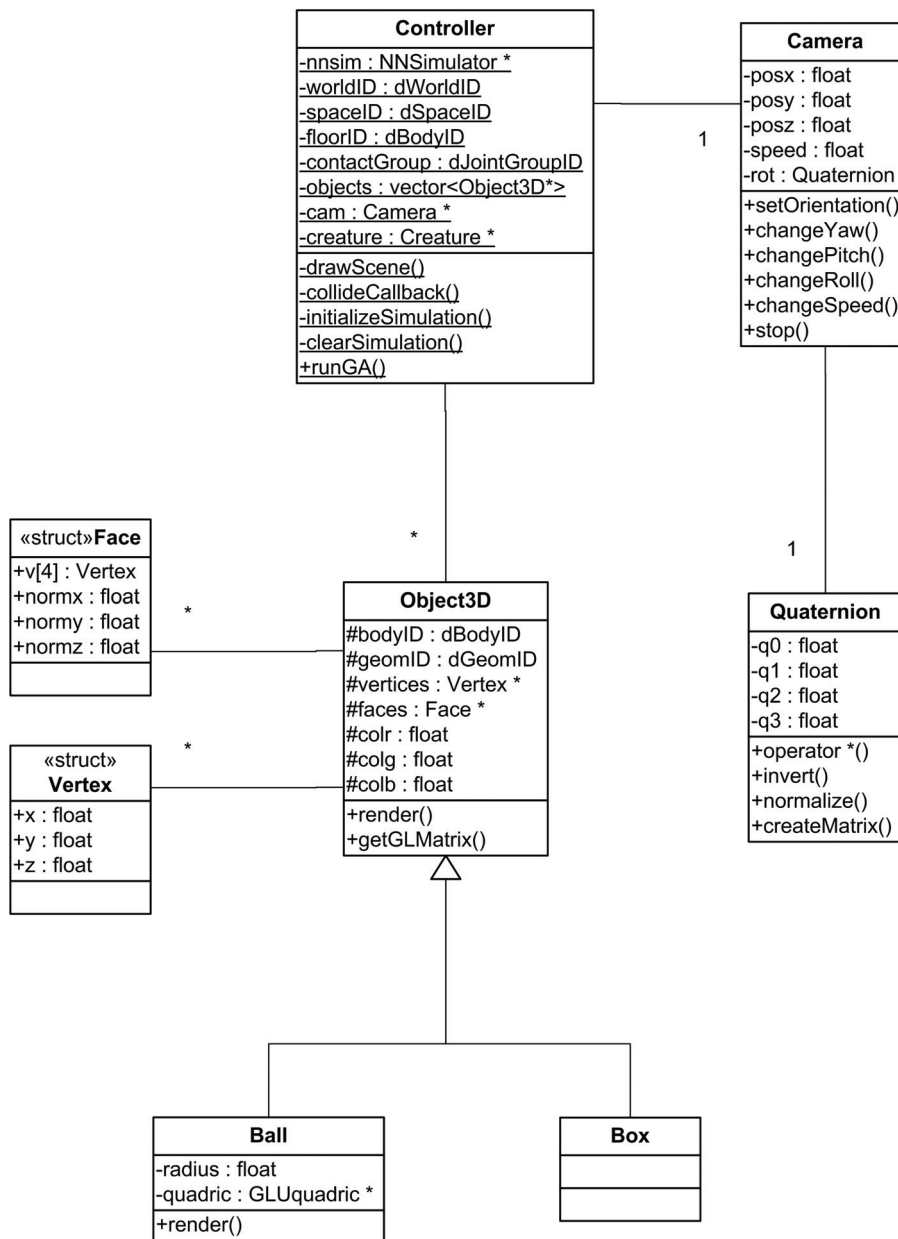 Controller
-nnsim : NNSimulator *
-worldID : dWorldID
-spaceID : dSpaceID
-floorID : dBodyID
-contactGroup : dJointGroupID
-objects : vector<Object3D*>
-cam : Camera *
-creature : Creature *
-drawScene()
-collideCallback()
-initializeSimulation()
-clearSimulation()
+runGA()
Camera
-posx : float
-posy : float
-posz : float
-speed : float
-rot : Quaternion
+setOrientation()
+changeYaw()
+changePitch()
+changeRoll()
+changeSpeed()
+stop()
1
*
1
«struct»Face
+v[4] : Vertex
+normx : float
+normy : float
+normz : float
*
Object3D
#bodyID : dBodyID
#geomID : dGeomID
#vertices : Vertex *
#faces : Face *
#colr : float
#colg : float
#colb : float
+render()
+getGLMatrix()
Quaternion
-q0 : float
-q1 : float
-q2 : float
-q3 : float
+operator *()
+invert()
+normalize()
+createMatrix()
«struct»
Vertex
+x : float
+y : float
+z : float
*
Ball
-radius : float
-quadric : GLUquadric *
+render()
Box